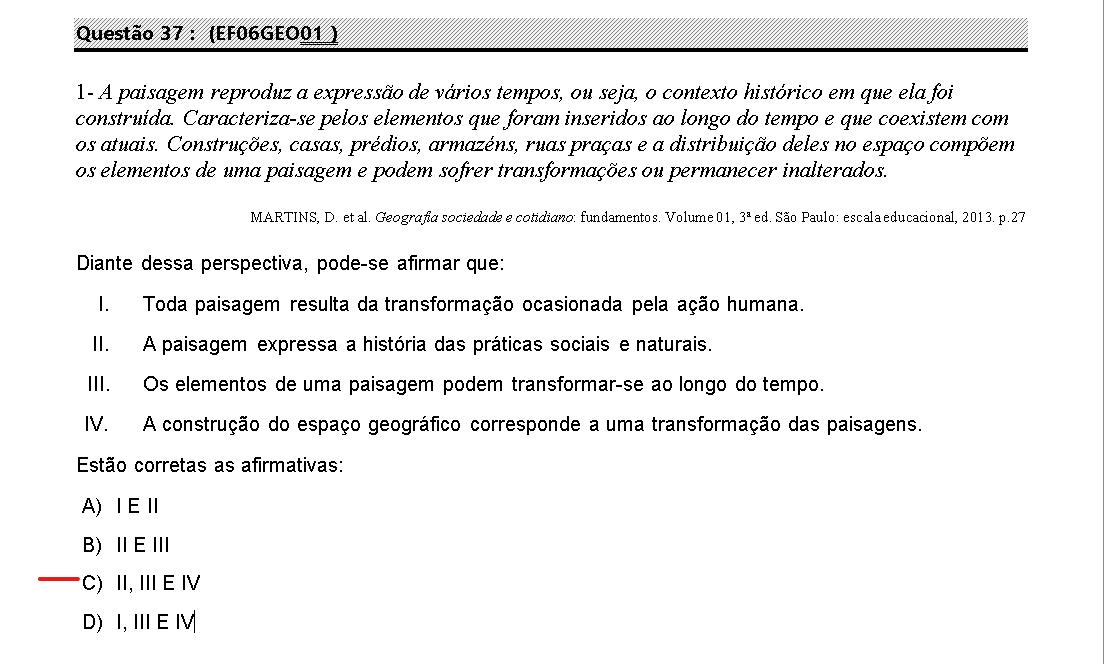 Questão 37 : (EF06GEO01 )
1- A paisagem reproduz a expressão de vários tempos, ou seja, o contexto histórico em que ela foi
construída. Caracteriza-se pelos elementos que foram inseridos ao longo do tempo e que coexistem com
os atuais. Construções, casas, prédios, armazéns, ruas praças e a distribuição deles no espaço compõem
os elementos de uma paisagem e podem sofrer transformações ou permanecer inalterados.
MARTINS, D. et al. Geografia sociedade e cotidiano: fundamentos. Volume 01, 3ª ed. São Paulo: escala educacional, 2013. p.27
Diante dessa perspectiva, pode-se afirmar que:
I. Toda paisagem resulta da transformação ocasionada pela ação humana.
II. A paisagem expressa a história das práticas sociais e naturais.
III. Os elementos de uma paisagem podem transformar-se ao longo do tempo.
IV. A construção do espaço geográfico corresponde a uma transformação das paisagens.
Estão corretas as afirmativas:
A) I E II
B) II E III
C) II, III E IV
D) I, III E IV